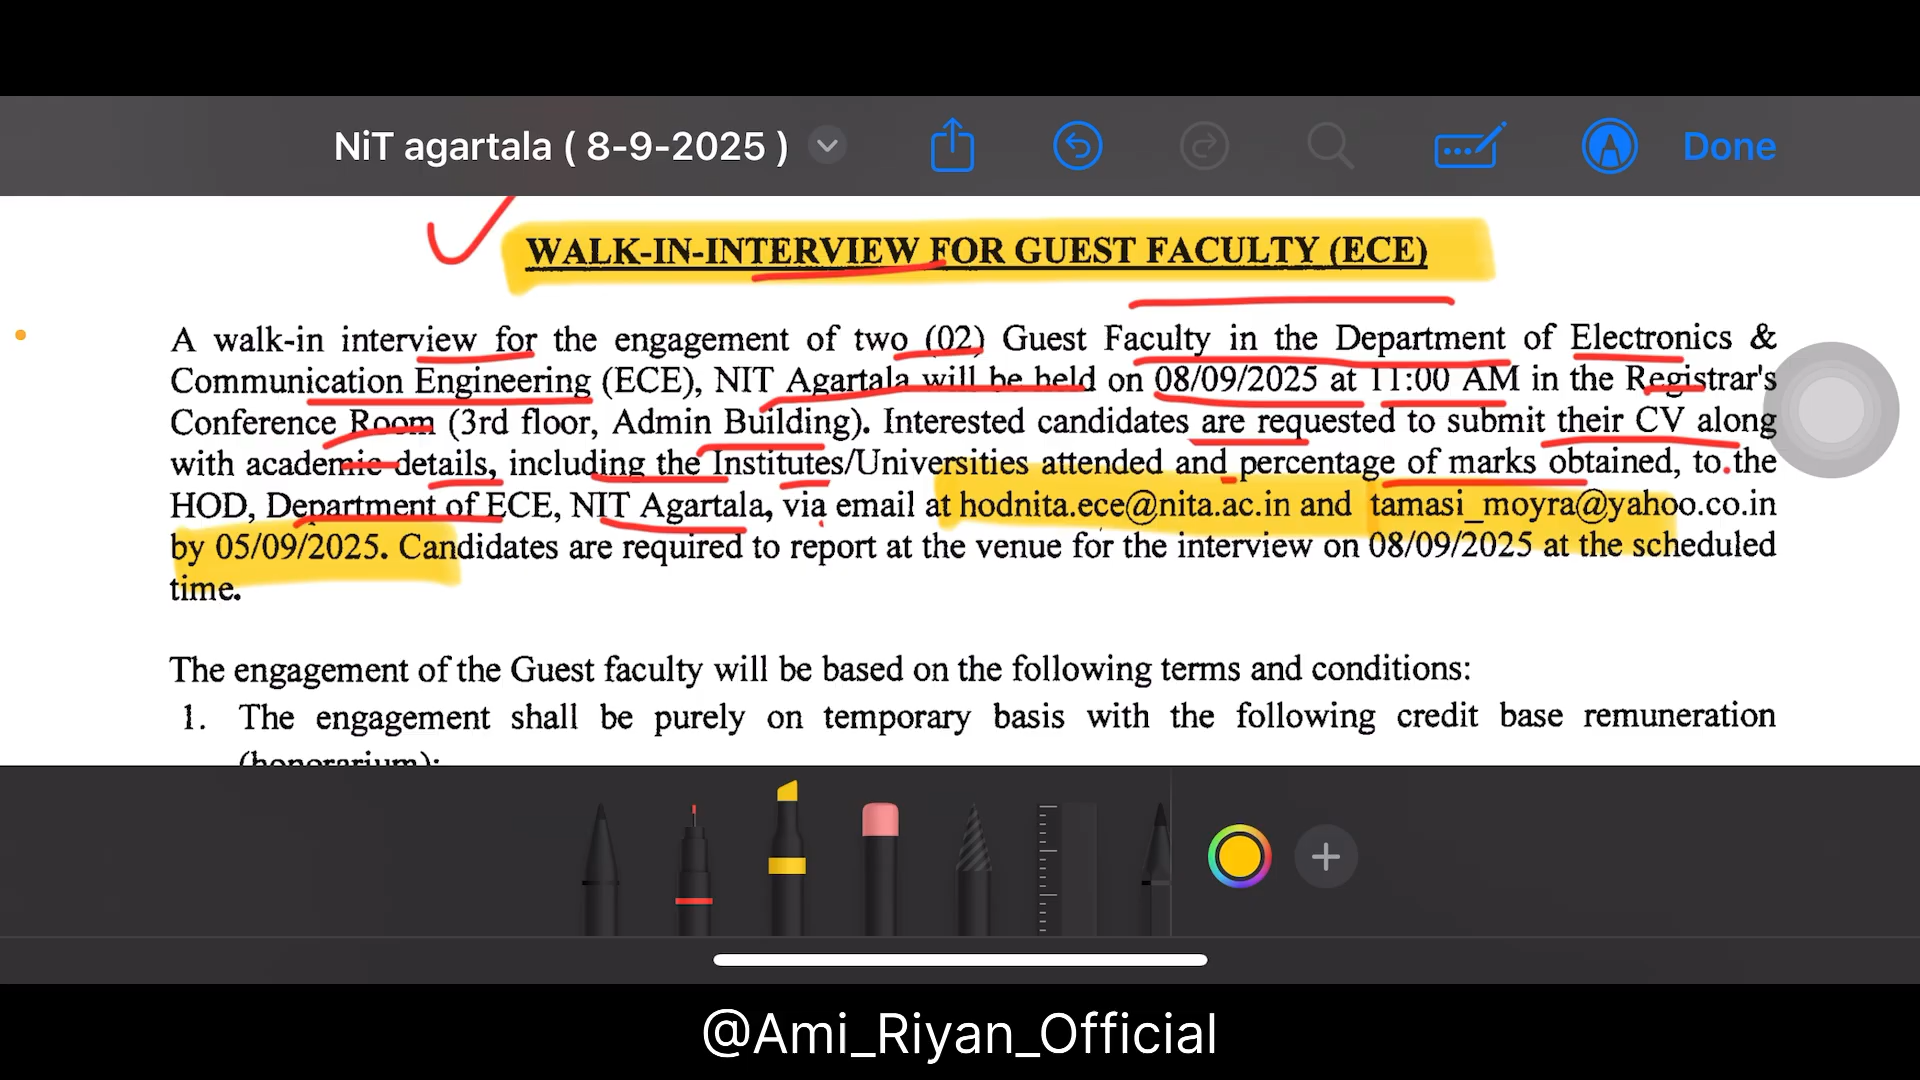 NiT agartala ( 8-9-2025 )
Done
WALK-IN-INTERVIEW FOR GUEST FACULTY (ECE)
A walk-in interview for the engagement of two (02) Guest Faculty in the Department of Electronics &
Communication Engineering (ECE), NIT Agartala will be held on 08/09/2025 at 11:00 AM in the Registrar's
Conference Room (3rd floor, Admin Building). Interested candidates are requested to submit their CV along
with academic details, including the Institutes/Universities attended and percentage of marks obtained, to the
HOD, Department of ECE, NIT Agartala, via email at hodnita.ece@nita.ac.in and tamasi_moyra@yahoo.co.in
by 05/09/2025. Candidates are required to report at the venue for the interview on 08/09/2025 at the scheduled
time.
The engagement of the Guest faculty will be based on the following terms and conditions:
1. The engagement shall be purely on temporary basis with the following credit base remuneration
(honorarium):
@Ami_Riyan_Official